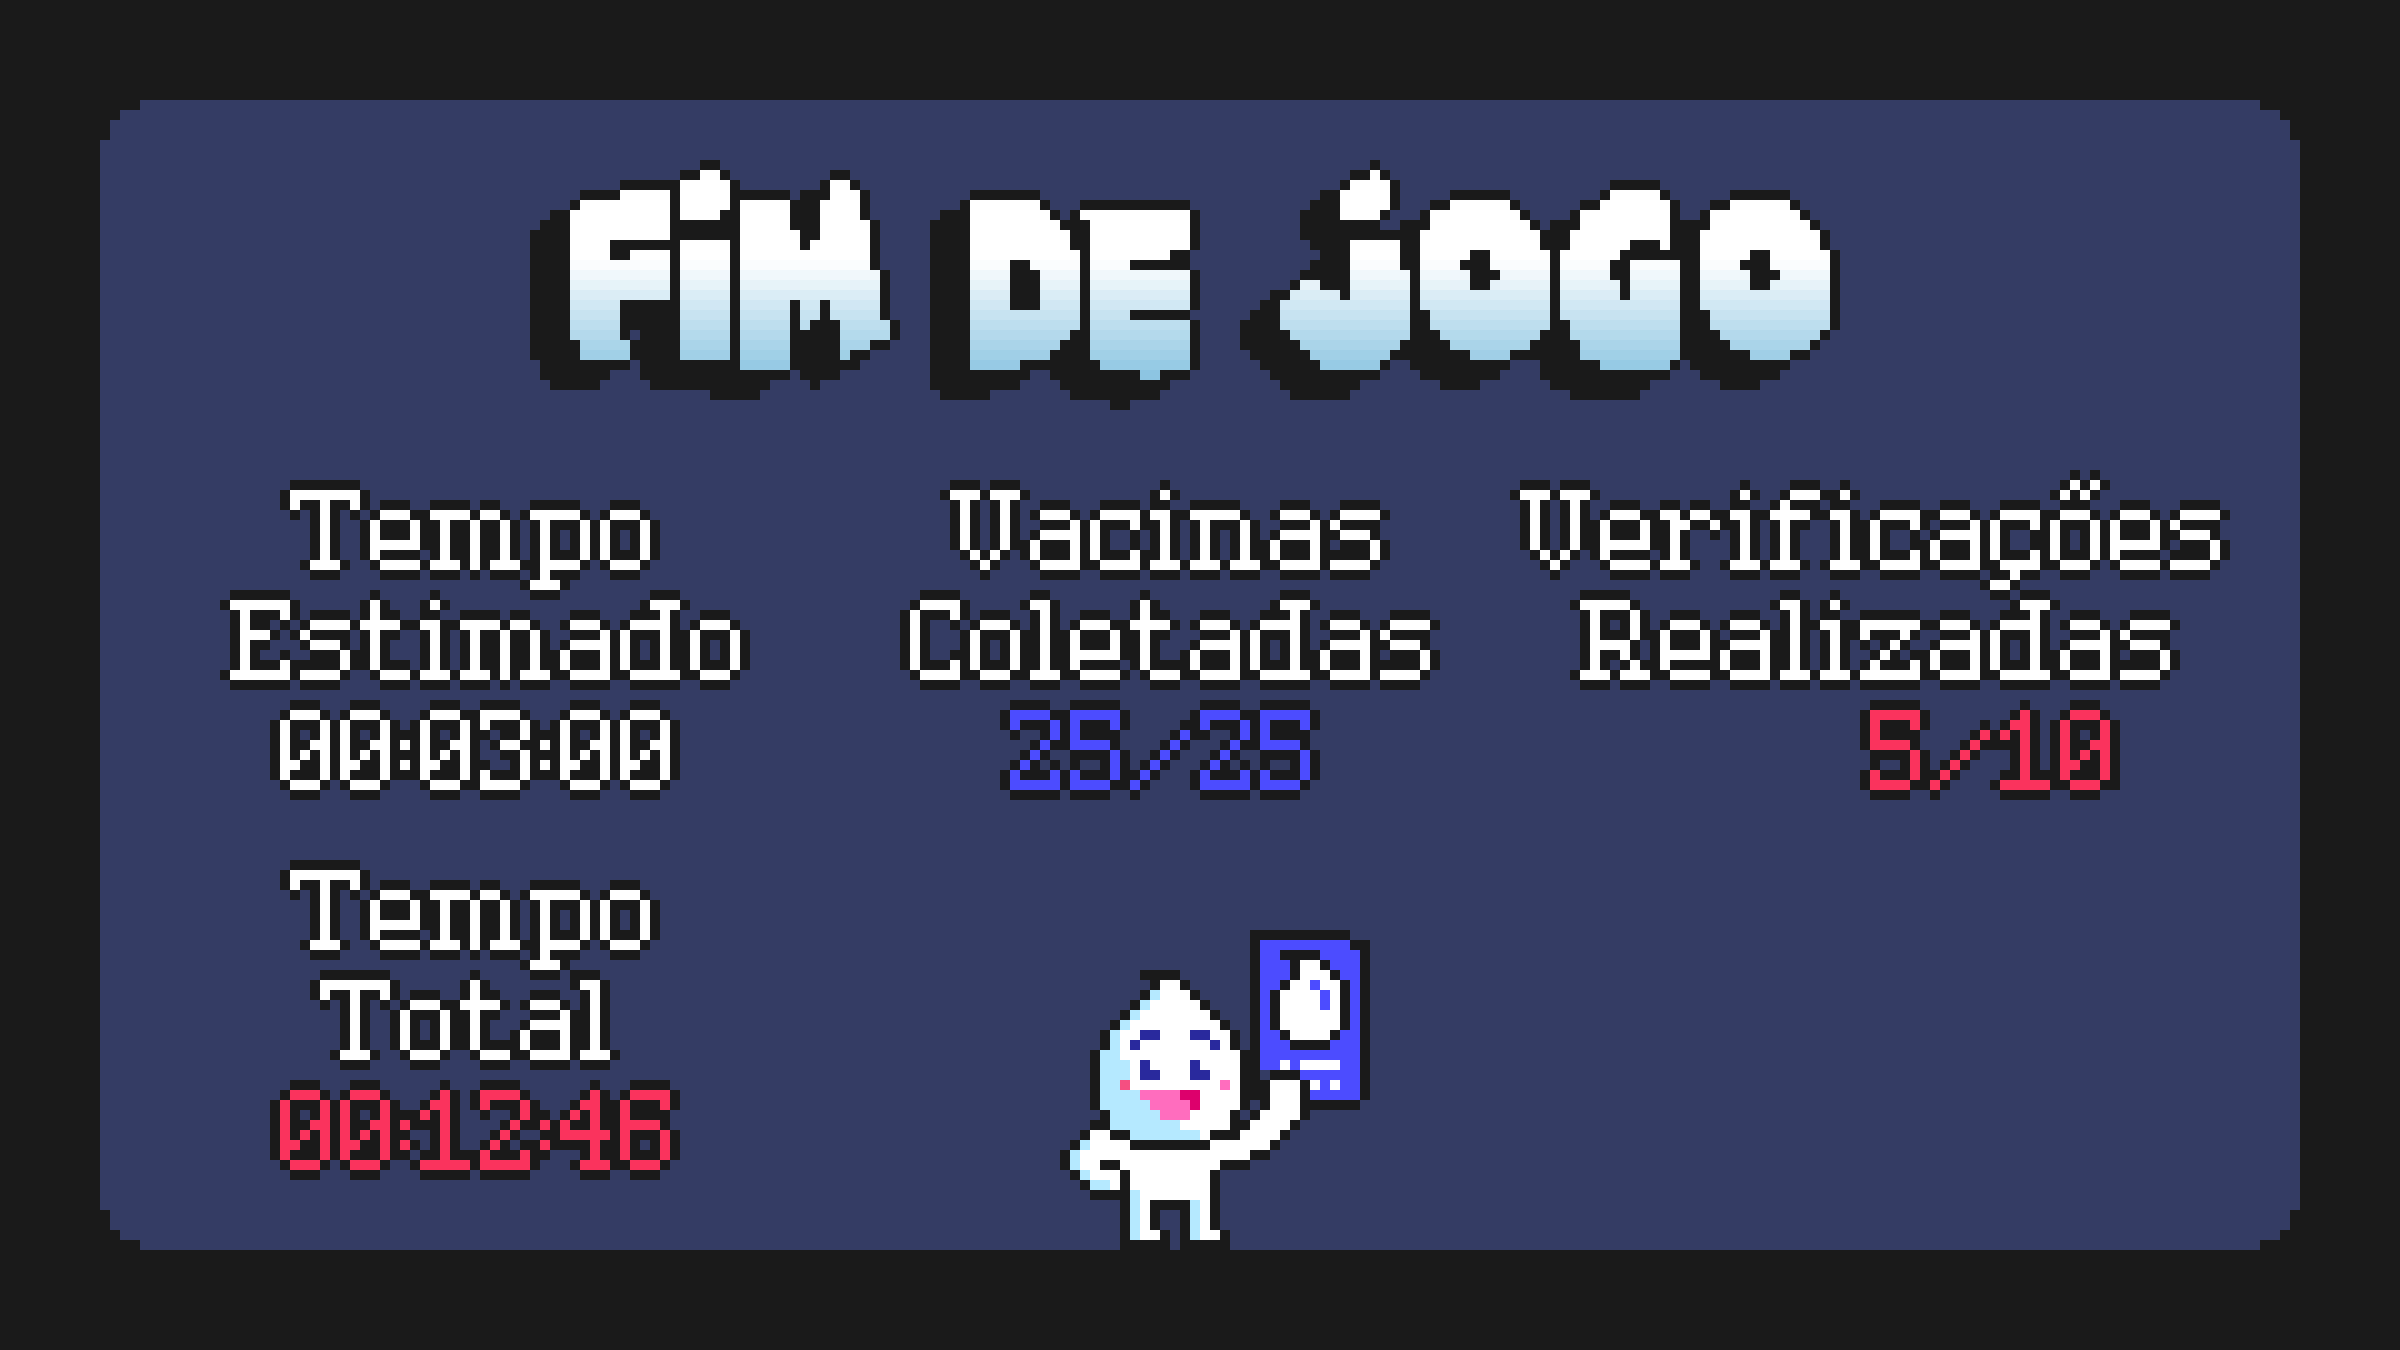 FiM DE jOGO
Tempo
Estimado
00:03:00
Vacinas
Coletadas
25/25
Verificações
Realizadas
5/10
Tempo
Total
00:12:46